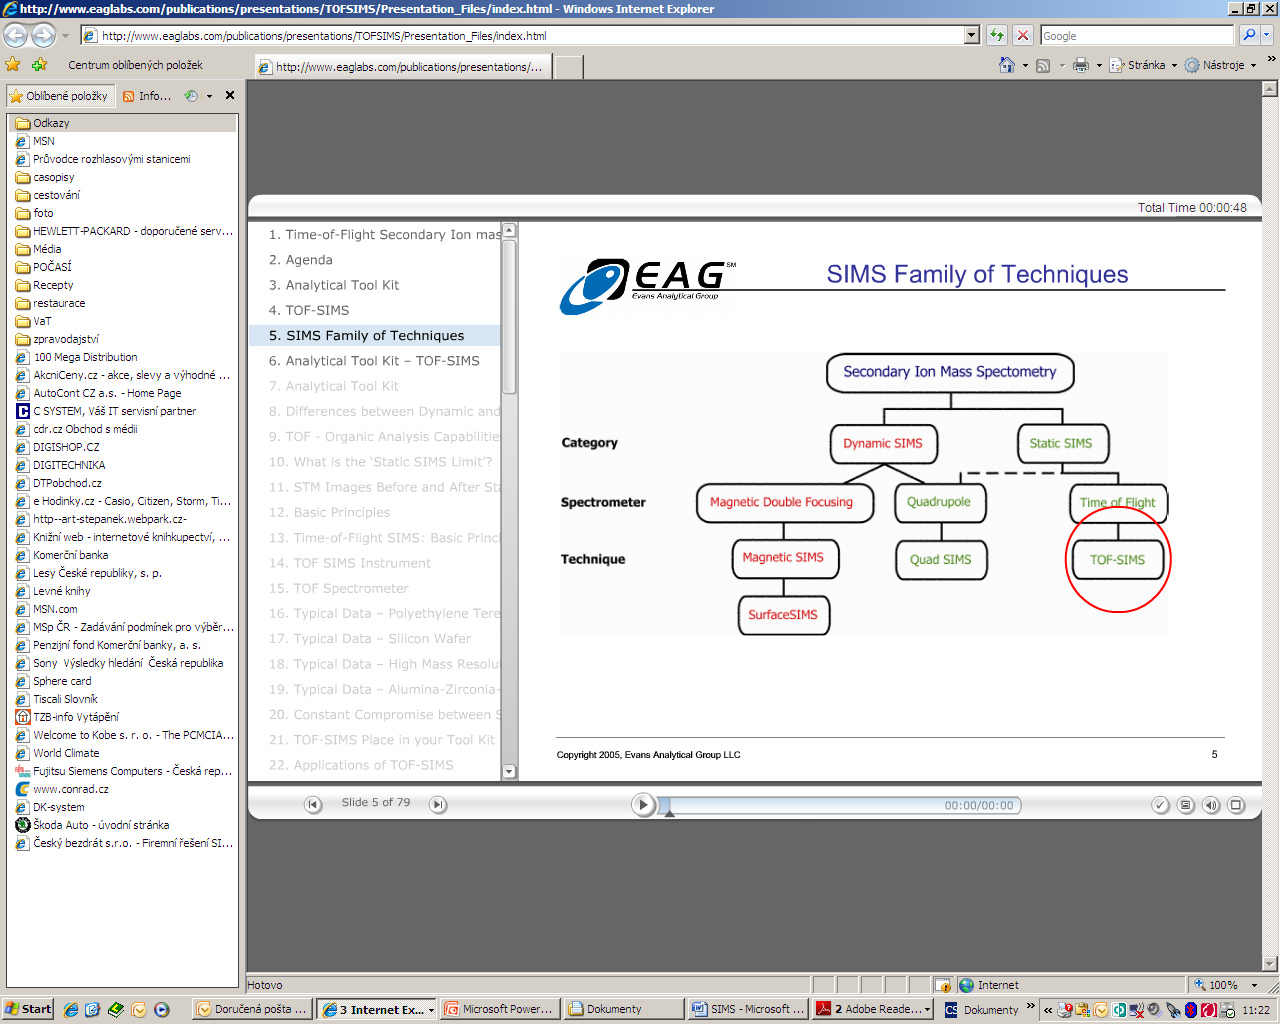 http://www.eaglabs.com/publications/presentations/TOFSIMS/Presentation_Files/index.html - Windows Internet Explorer
http://www.eaglabs.com/publications/presentations/TOFSIMS/Presentation_Files/index.html
Google
Centrum oblíbených položek
http://www.eaglabs.com/publications/presentations/...
Stránka
Nástroje
Oblíbené položky
Info...
Odkazy
MSN
Průvodce rozhlasovými stanicemi
casopisy
cestování
foto
HEWLETT-PACKARD - doporučené serv...
Média
POČASÍ
Recepty
restaurace
VaT
zpravodajství
100 Mega Distribution
AkcniCeny.cz - akce, slevy a výhodné ...
AutoCont CZ a.s. - Home Page
C SYSTEM, Váš IT servisní partner
cdr.cz Obchod s médii
DIGISHOP.CZ
DIGITECHNIKA
DTPobchod.cz
e Hodinky.cz - Casio, Citizen, Storm, Ti...
http--art-stepanek.webpark.cz-
Knižní web - internetové knihkupectví, ...
Komerční banka
Lesy České republiky, s. p.
Levné knihy
MSN.com
MSp ČR - Zadávání podmínek pro výběr...
Penzijní fond Komerční banky, a. s.
Sony  Výsledky hledání  Česká republika
Sphere card
Tiscali Slovník
TZB-info Vytápění
Welcome to Kobe s. r. o. - The PCMCIA...
World Climate
Fujitsu Siemens Computers - Česká rep...
www.conrad.cz
DK-system
Škoda Auto - úvodní stránka
Český bezdrát s.r.o. - Firemní řešení SI...
Total Time 00:00:48
1. Time-of-Flight Secondary Ion mas
2. Agenda
3. Analytical Tool Kit
4. TOF-SIMS
5. SIMS Family of Techniques
6. Analytical Tool Kit – TOF-SIMS
7. Analytical Tool Kit
8. Differences between Dynamic and
9. TOF - Organic Analysis Capabilitie
10. What is the 'Static SIMS Limit'?
11. STM Images Before and After Sta
12. Basic Principles
13. Time-of-Flight SIMS: Basic Princi
14. TOF SIMS Instrument
15. TOF Spectrometer
16. Typical Data – Polyethylene Tere
17. Typical Data – Silicon Wafer
18. Typical Data – High Mass Resolu
19. Typical Data – Alumina-Zirconia-
20. Constant Compromise between S
21. TOF-SIMS Place in your Tool Kit
22. Applications of TOF-SIMS
EAG SM
Evans Analytical Group
SIMS Family of Techniques
Secondary Ion Mass Spectometry
Category
Dynamic SIMS
Static SIMS
Spectrometer
Magnetic Double Focusing
Quadrupole
Time of Flight
Technique
Magnetic SIMS
Quad SIMS
TOF-SIMS
SurfaceSIMS
Copyright 2005, Evans Analytical Group LLC
5
Slide 5 of 79
00:00/00:00
Hotovo
Internet
100%
Start
Doručená pošta ...
3 Internet Ex...
Microsoft Power...
Dokumenty
SIMS - Microsoft ...
2 Adobe Reade...
CS
Dokumenty
11:22